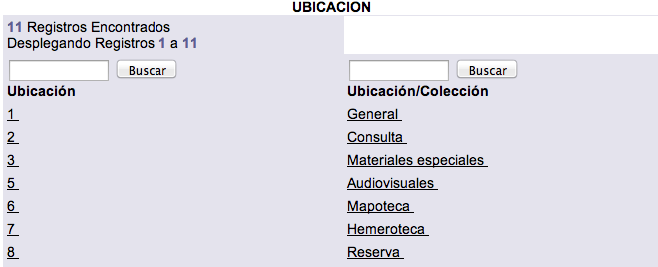 UBICACION
11 Registros Encontrados
Desplegando Registros 1 a 11
Buscar Buscar
Ubicación Ubicación/Colección
1 General
2 Consulta
3 Materiales especiales
5 Audiovisuales
6 Mapoteca
7 Hemeroteca
8 Reserva